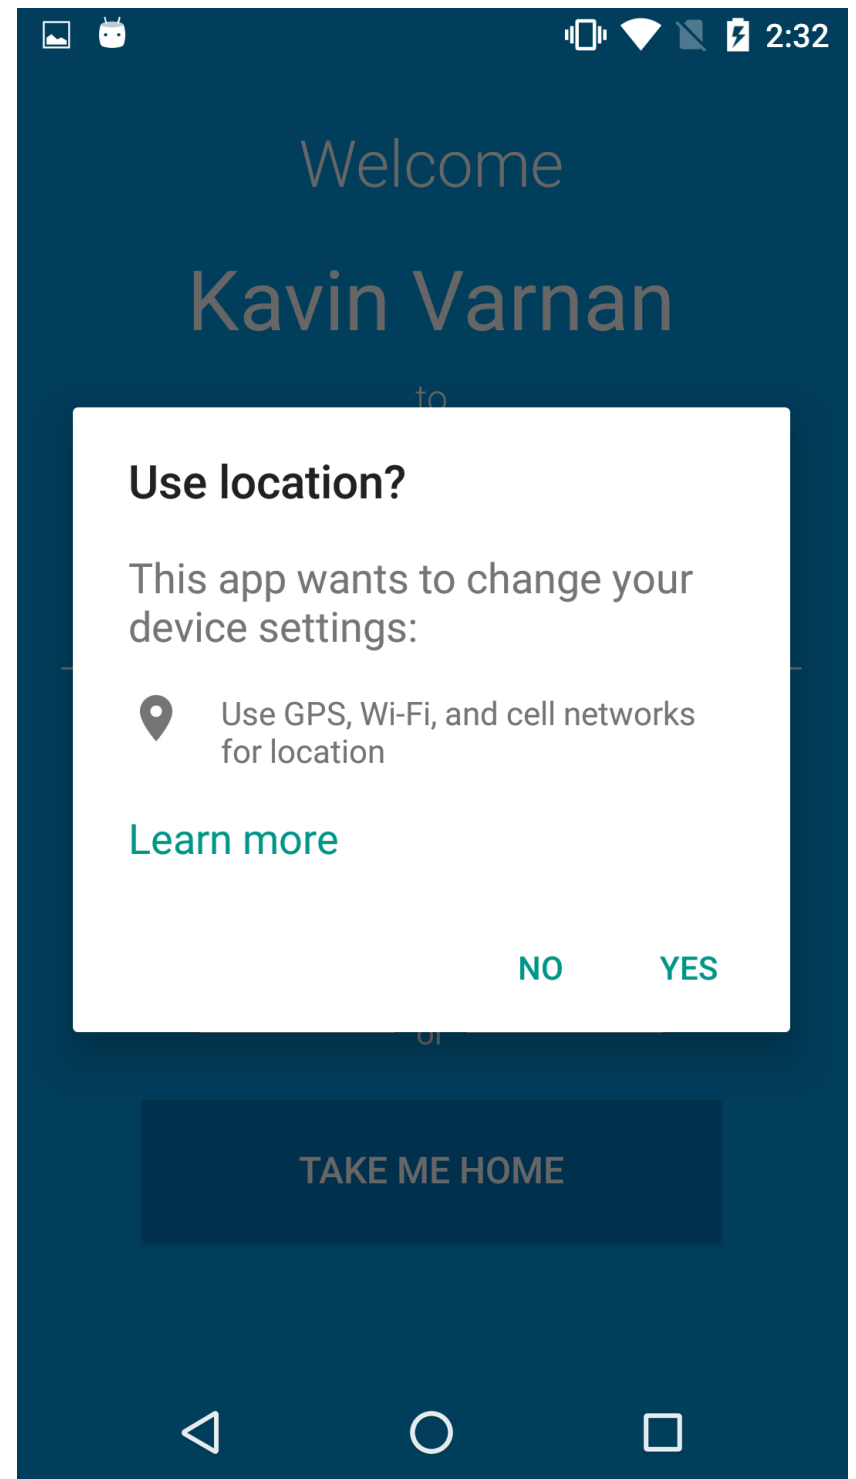 2:32
Welcome
Kavin Varnan
to
Use location?
This app wants to change your
device settings:
Use GPS, Wi-Fi, and cell networks
for location
Learn more
NO YES
or
TAKE ME HOME